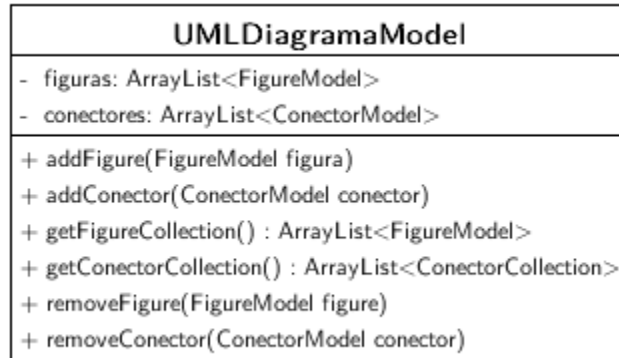 UMLDiagramaModel
- figuras: ArrayList<FigureModel>
- conectores: ArrayList<ConectorModel>
+ addFigure(FigureModel figura)
+ addConector(ConectorModel conector)
+ getFigureCollection() : ArrayList<FigureModel>
+ getConectorCollection() : ArrayList<ConectorCollection>
+ removeFigure(FigureModel figure)
+ removeConector(ConectorModel conector)